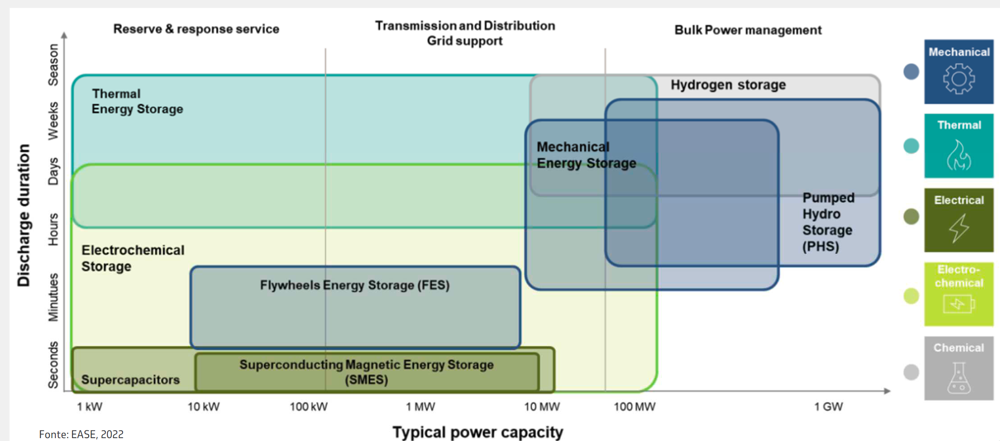 Reserve & response service
Transmission and Distribution
Grid support
Bulk Power management
Discharge duration
Season
Weeks
Days
Hours
Minutues
Seconds
Thermal
Energy Storage
Hydrogen storage
Mechanical
Energy Storage
Pumped
Hydro
Storage
(PHS)
Electrochemical
Storage
Flywheels Energy Storage (FES)
Superconducting Magnetic Energy Storage
(SMES)
Supercapacitors
1 kW
10 kW
100 kW
1 MW
10 MW
100 MW
1 GW
Typical power capacity
Fonte: EASE, 2022
Mechanical
Thermal
Electrical
Electro-
chemical
Chemical